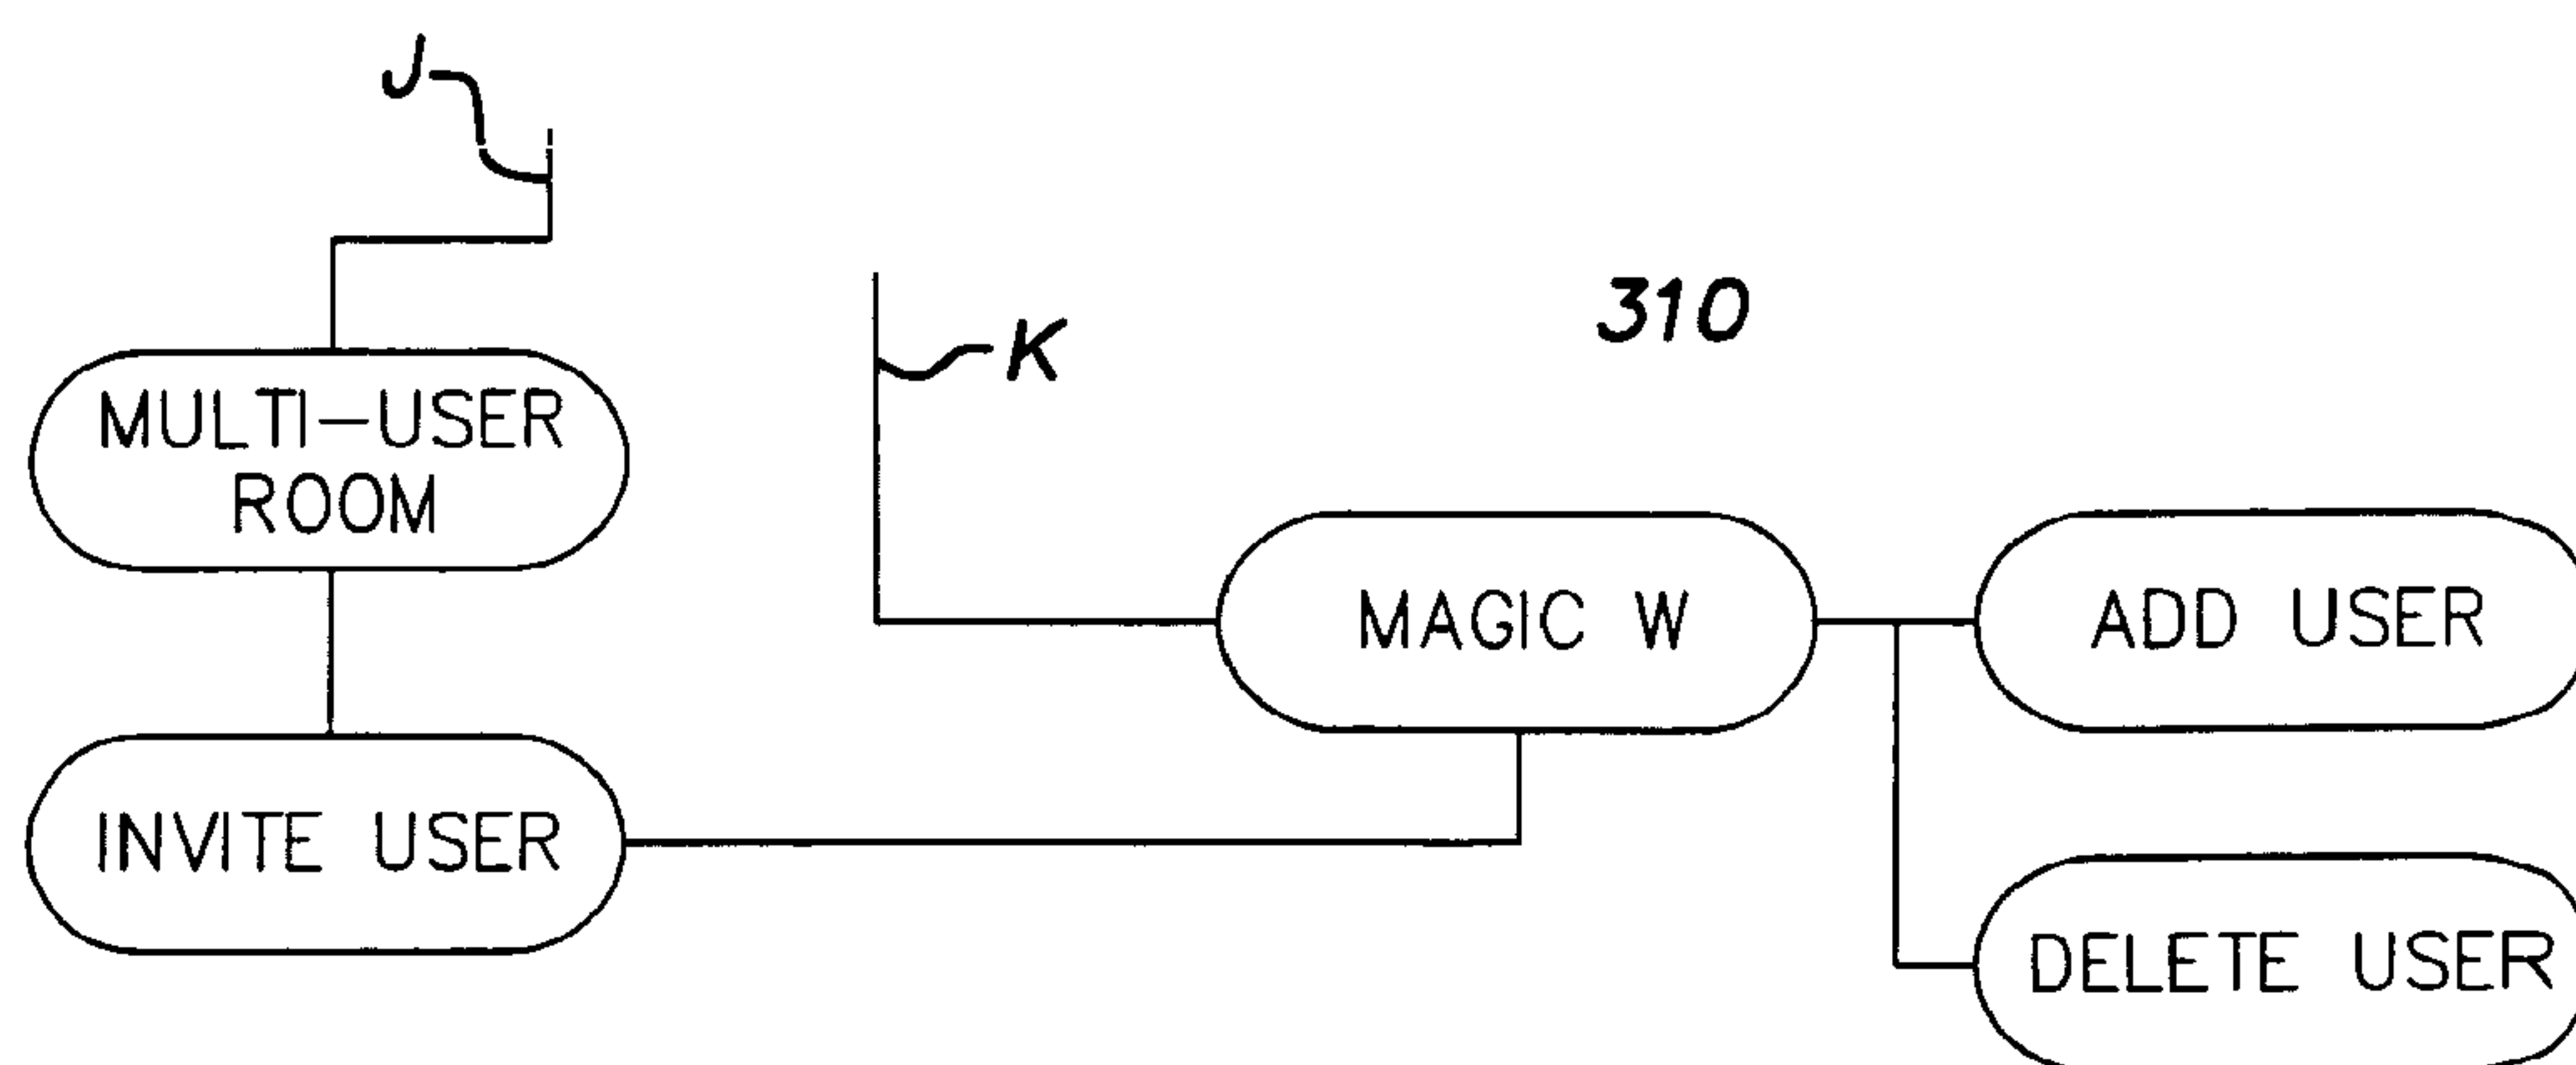 J
K
310
MULTI-USER
ROOM
MAGIC W
ADD USER
INVITE USER
DELETE USER